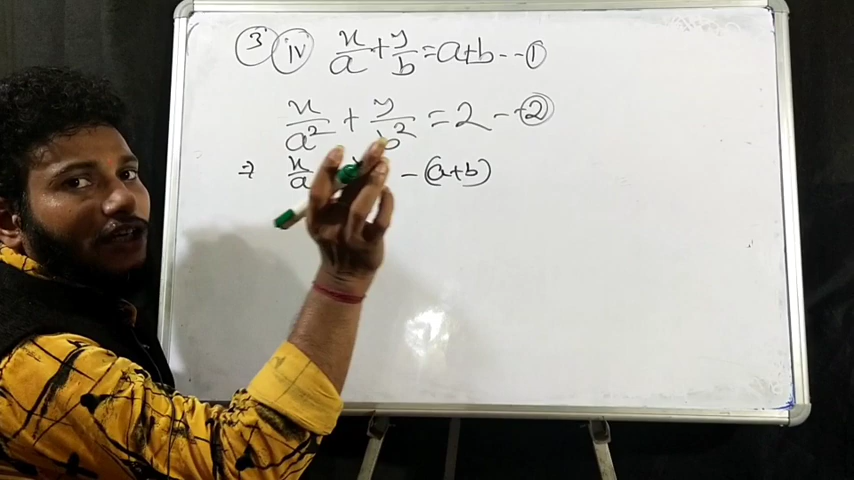 ③ (iv) x/a + y/b = a+b -- ①
x/a² + y/b² = 2 -- ②
⇒ x/a - (a+b)